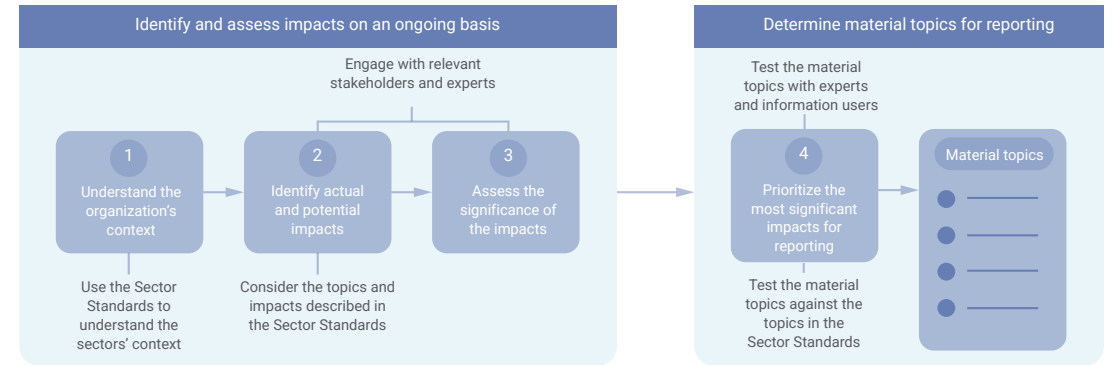 Identify and assess impacts on an ongoing basis
Engage with relevant
stakeholders and experts
1
Understand the
organization's
context
2
Identify actual
and potential
impacts
3
Assess the
significance of
the impacts
Use the Sector
Standards to
understand the
sectors' context
Consider the topics and
impacts described in
the Sector Standards
Determine material topics for reporting
Test the material
topics with experts
and information users
4
Prioritize the
most significant
impacts for
reporting
Test the material
topics against the
topics in the
Sector Standards
Material topics